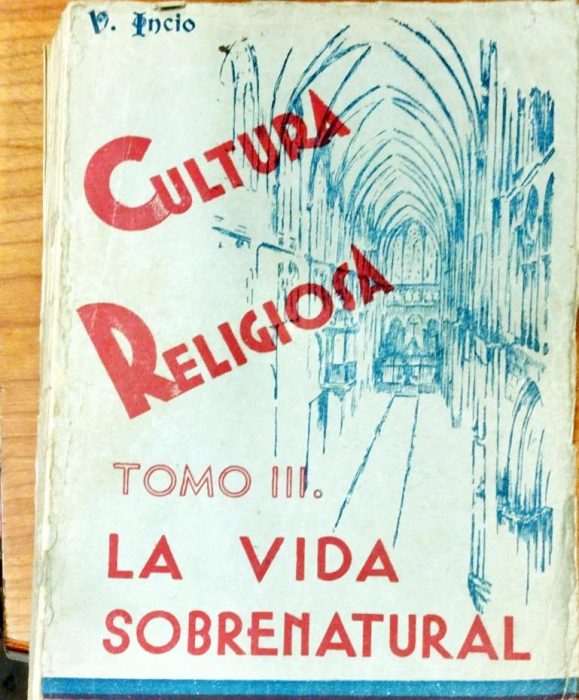 V. Incio
CULTURA
RELIGIOSA
TOMO III.
LA VIDA
SOBRENATURAL